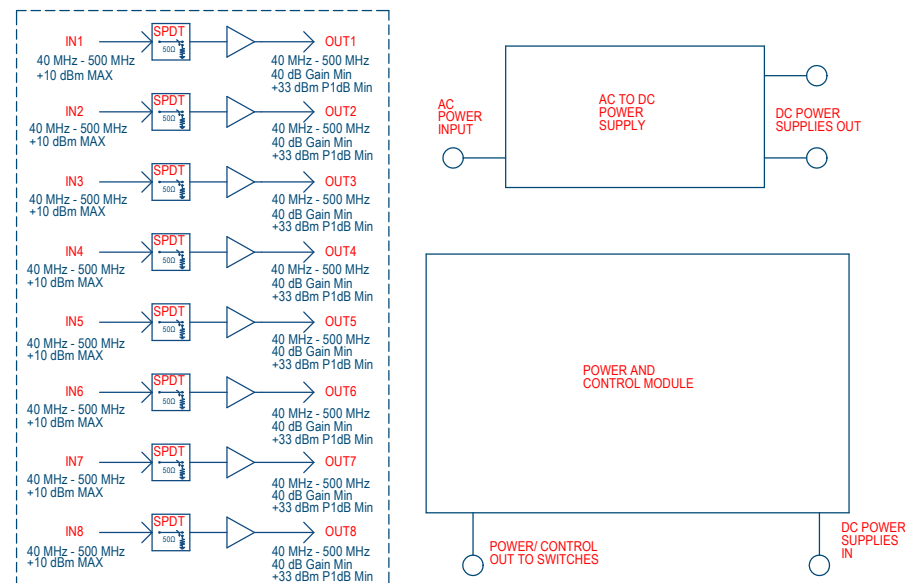 SPDT
IN1
50Ω
OUT1
40 MHz - 500 MHz
+10 dBm MAX
40 MHz - 500 MHz
40 dB Gain Min
+33 dBm P1dB Min
SPDT
IN2
50Ω
OUT2
40 MHz - 500 MHz
+10 dBm MAX
40 MHz - 500 MHz
40 dB Gain Min
+33 dBm P1dB Min
SPDT
IN3
50Ω
OUT3
40 MHz - 500 MHz
+10 dBm MAX
40 MHz - 500 MHz
40 dB Gain Min
+33 dBm P1dB Min
SPDT
IN4
50Ω
OUT4
40 MHz - 500 MHz
+10 dBm MAX
40 MHz - 500 MHz
40 dB Gain Min
+33 dBm P1dB Min
SPDT
IN5
50Ω
OUT5
40 MHz - 500 MHz
+10 dBm MAX
40 MHz - 500 MHz
40 dB Gain Min
+33 dBm P1dB Min
SPDT
IN6
50Ω
OUT6
40 MHz - 500 MHz
+10 dBm MAX
40 MHz - 500 MHz
40 dB Gain Min
+33 dBm P1dB Min
SPDT
IN7
50Ω
OUT7
40 MHz - 500 MHz
+10 dBm MAX
40 MHz - 500 MHz
40 dB Gain Min
+33 dBm P1dB Min
SPDT
IN8
50Ω
OUT8
40 MHz - 500 MHz
+10 dBm MAX
40 MHz - 500 MHz
40 dB Gain Min
+33 dBm P1dB Min
AC
POWER
INPUT
AC TO DC
POWER
SUPPLY
DC POWER
SUPPLIES OUT
POWER AND
CONTROL MODULE
POWER/ CONTROL
OUT TO SWITCHES
DC POWER
SUPPLIES
IN